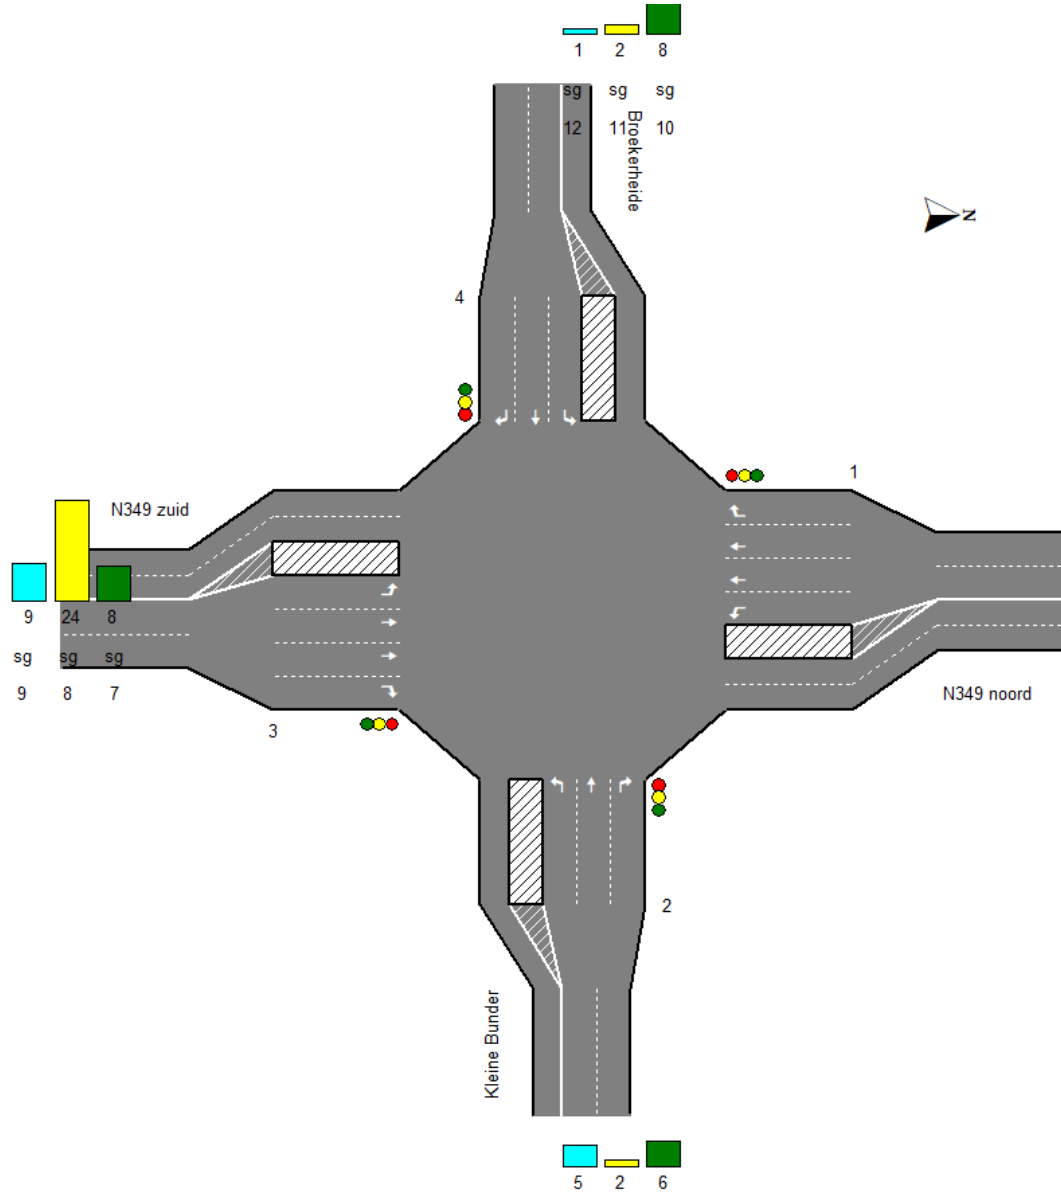 1 2 8
sg sg sg
12 11 10
Broekerheide
N
4
1
N349 zuid
9 24 8
sg sg sg
9 8 7
N349 noord
3
2
Kleine Bunder
5 2 6